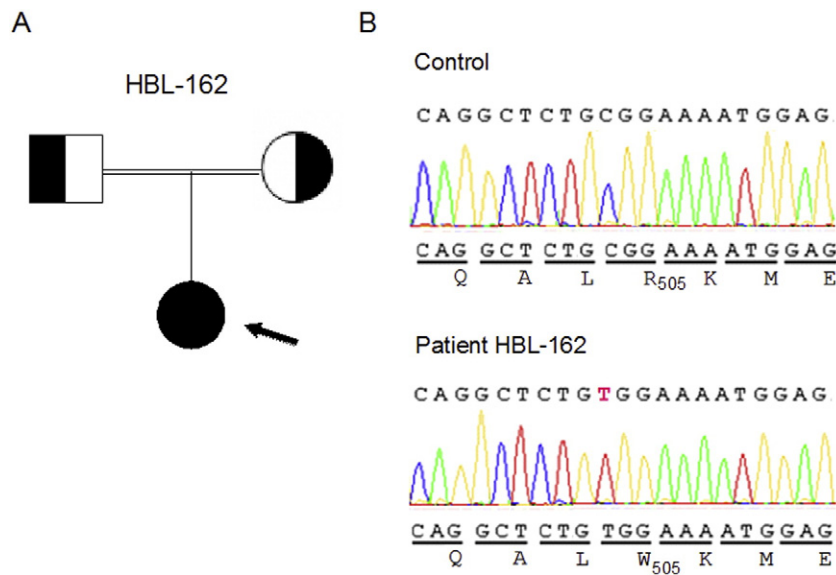 A
HBL-162
B
Control
CAGGCTCTGCGGAAAATGGAG
CAG GCT CTG CGG AAA ATG GAG
Q A L R505 K M E
Patient HBL-162
CAGGCTCTGTGGAAAATGGAG
CAG GCT CTG TGG AAA ATG GAG
Q A L W505 K M E